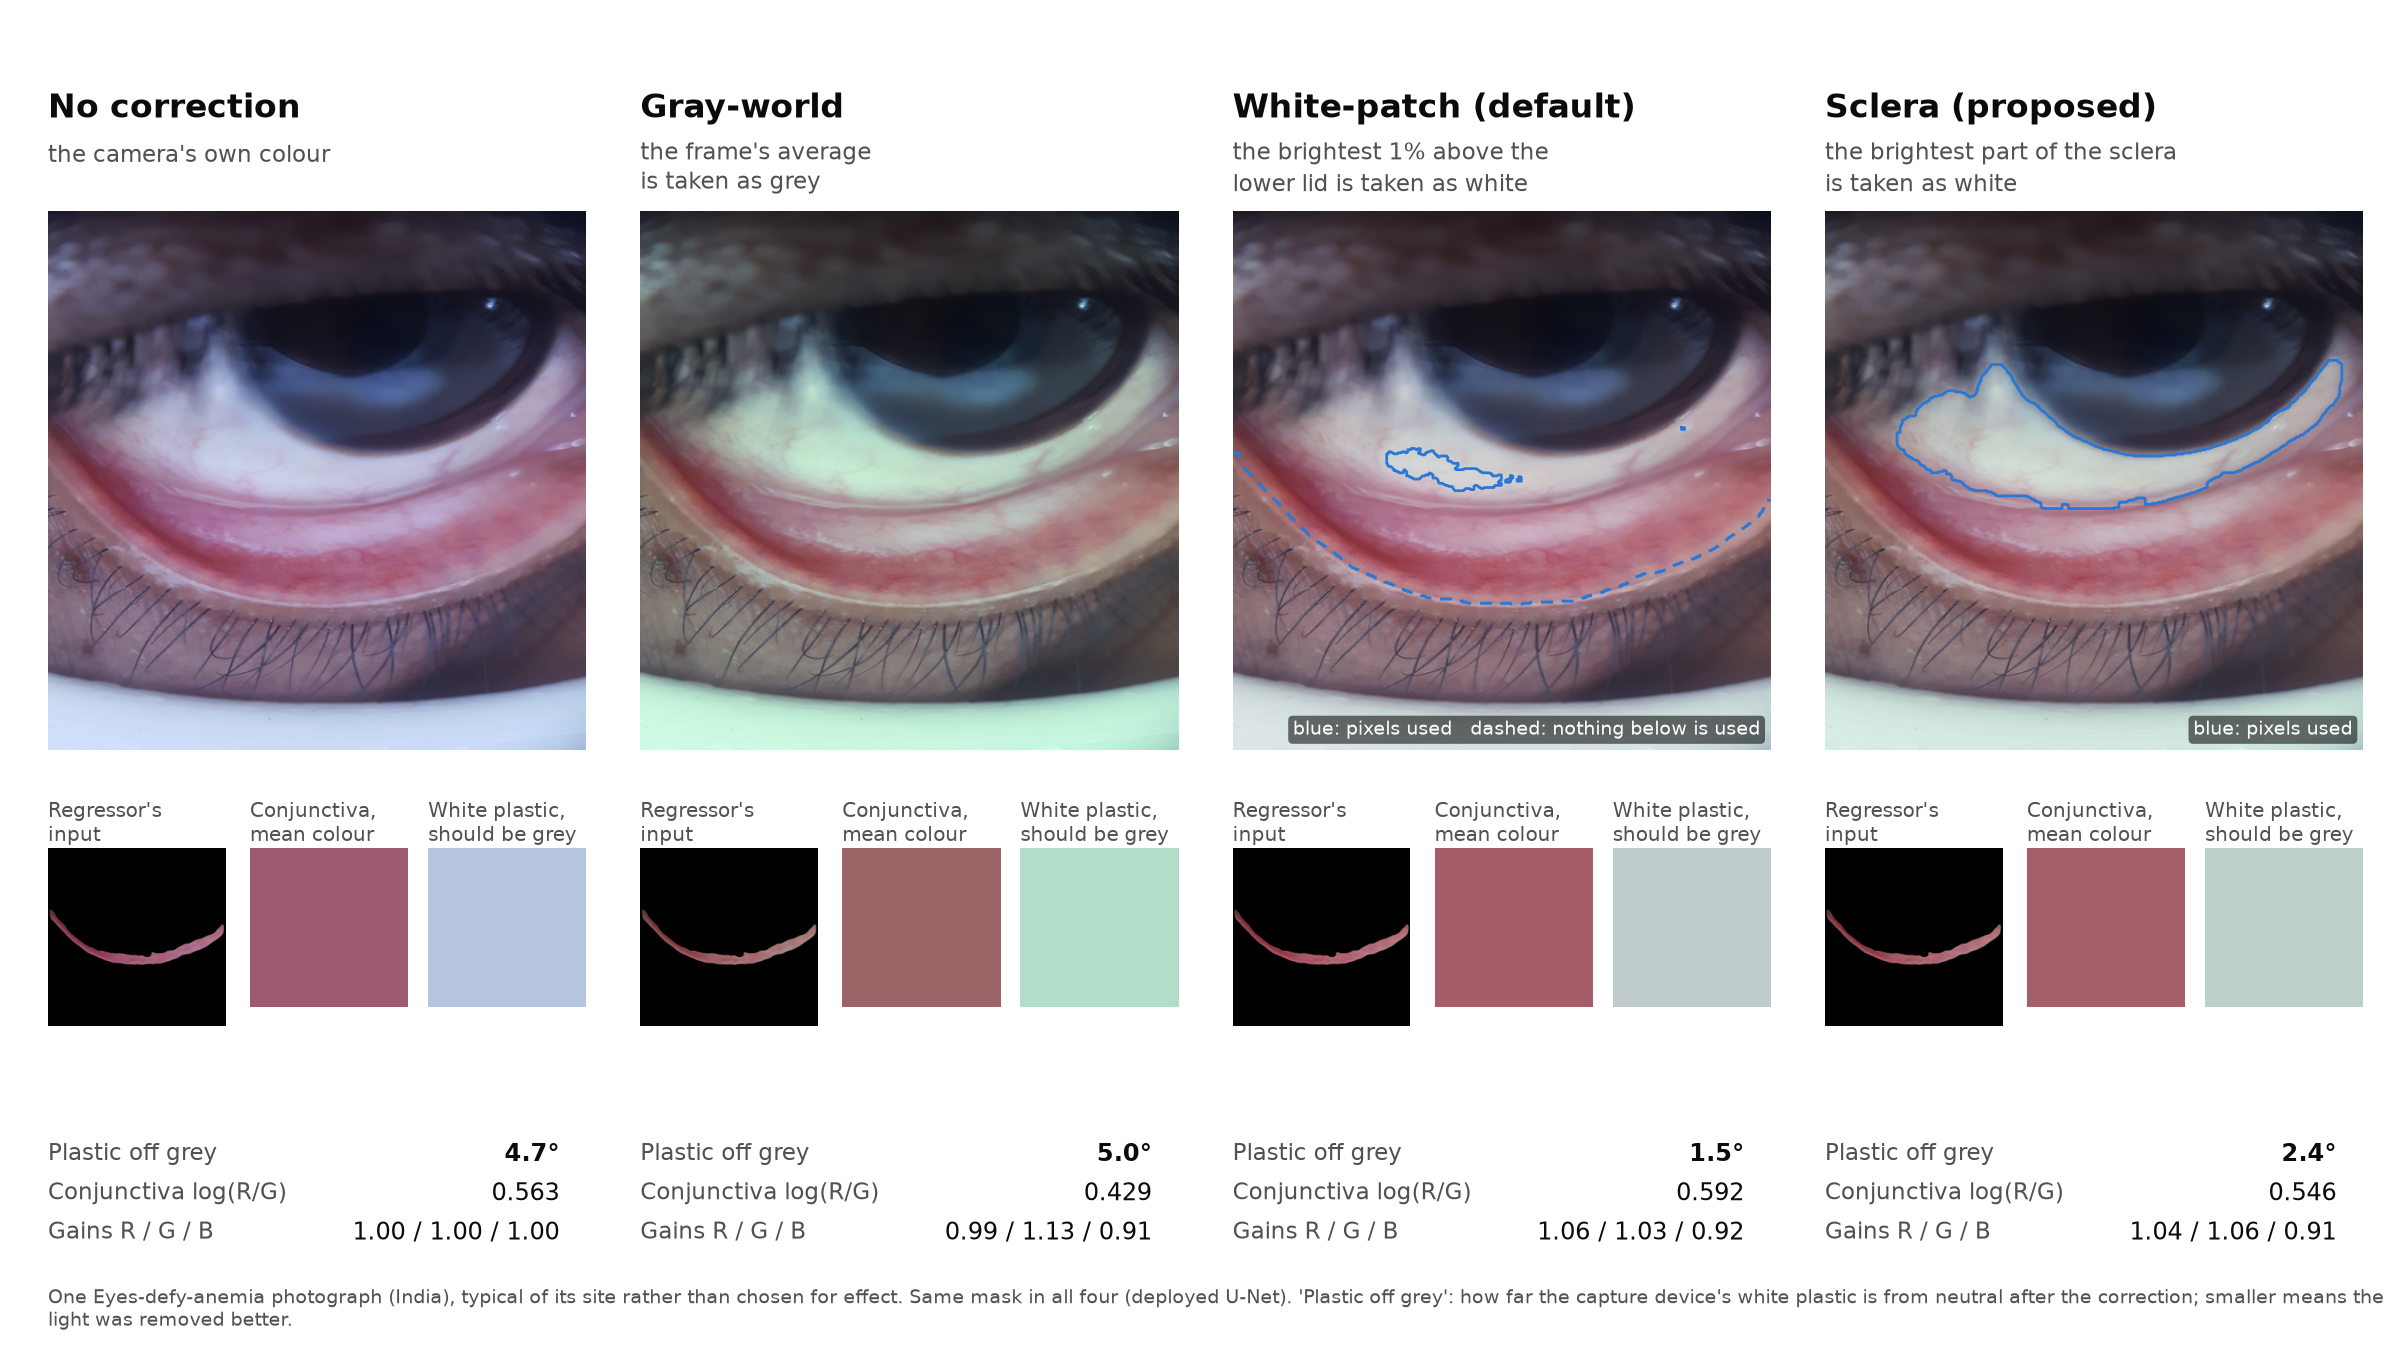 No correction
the camera's own colour
Gray-world
the frame's average
is taken as grey
White-patch (default)
the brightest 1% above the
lower lid is taken as white
Sclera (proposed)
the brightest part of the sclera
is taken as white
blue: pixels used   dashed: nothing below is used
blue: pixels used
Regressor's
input
Conjunctiva,
mean colour
White plastic,
should be grey
Regressor's
input
Conjunctiva,
mean colour
White plastic,
should be grey
Regressor's
input
Conjunctiva,
mean colour
White plastic,
should be grey
Regressor's
input
Conjunctiva,
mean colour
White plastic,
should be grey
Plastic off grey 4.7°
Conjunctiva log(R/G) 0.563
Gains R / G / B 1.00 / 1.00 / 1.00
Plastic off grey 5.0°
Conjunctiva log(R/G) 0.429
Gains R / G / B 0.99 / 1.13 / 0.91
Plastic off grey 1.5°
Conjunctiva log(R/G) 0.592
Gains R / G / B 1.06 / 1.03 / 0.92
Plastic off grey 2.4°
Conjunctiva log(R/G) 0.546
Gains R / G / B 1.04 / 1.06 / 0.91
One Eyes-defy-anemia photograph (India), typical of its site rather than chosen for effect. Same mask in all four (deployed U-Net). 'Plastic off grey': how far the capture device's white plastic is from neutral after the correction; smaller means the
light was removed better.